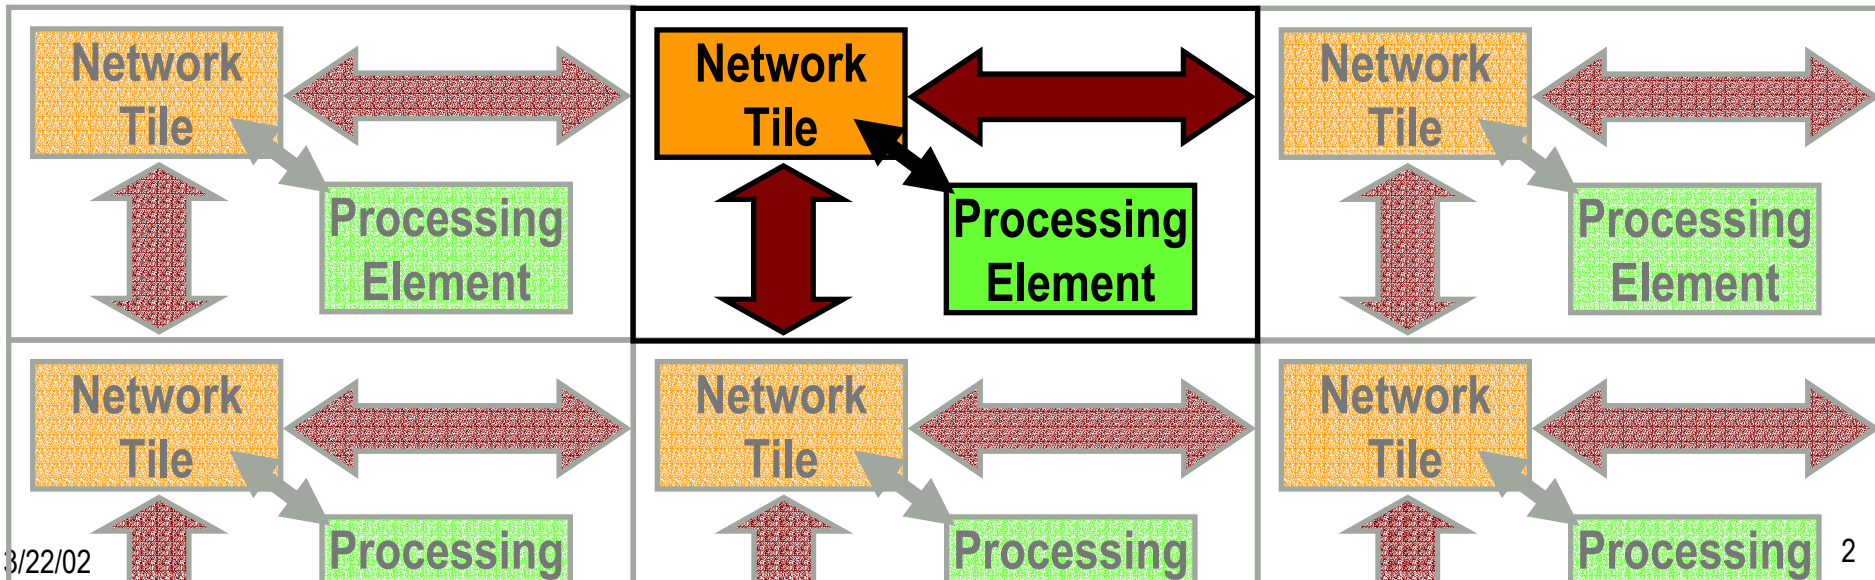 Network
Tile
Processing
Element
Network
Tile
Processing
Element
Network
Tile
Processing
Element
Network
Tile
Processing
Network
Tile
Processing
Network
Tile
Processing
3/22/02
2